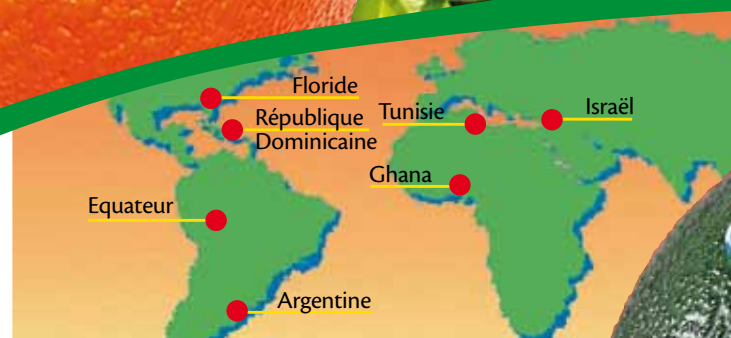 Floride
République
Dominicaine
Tunisie
Israël
Ghana
Equateur
Argentine